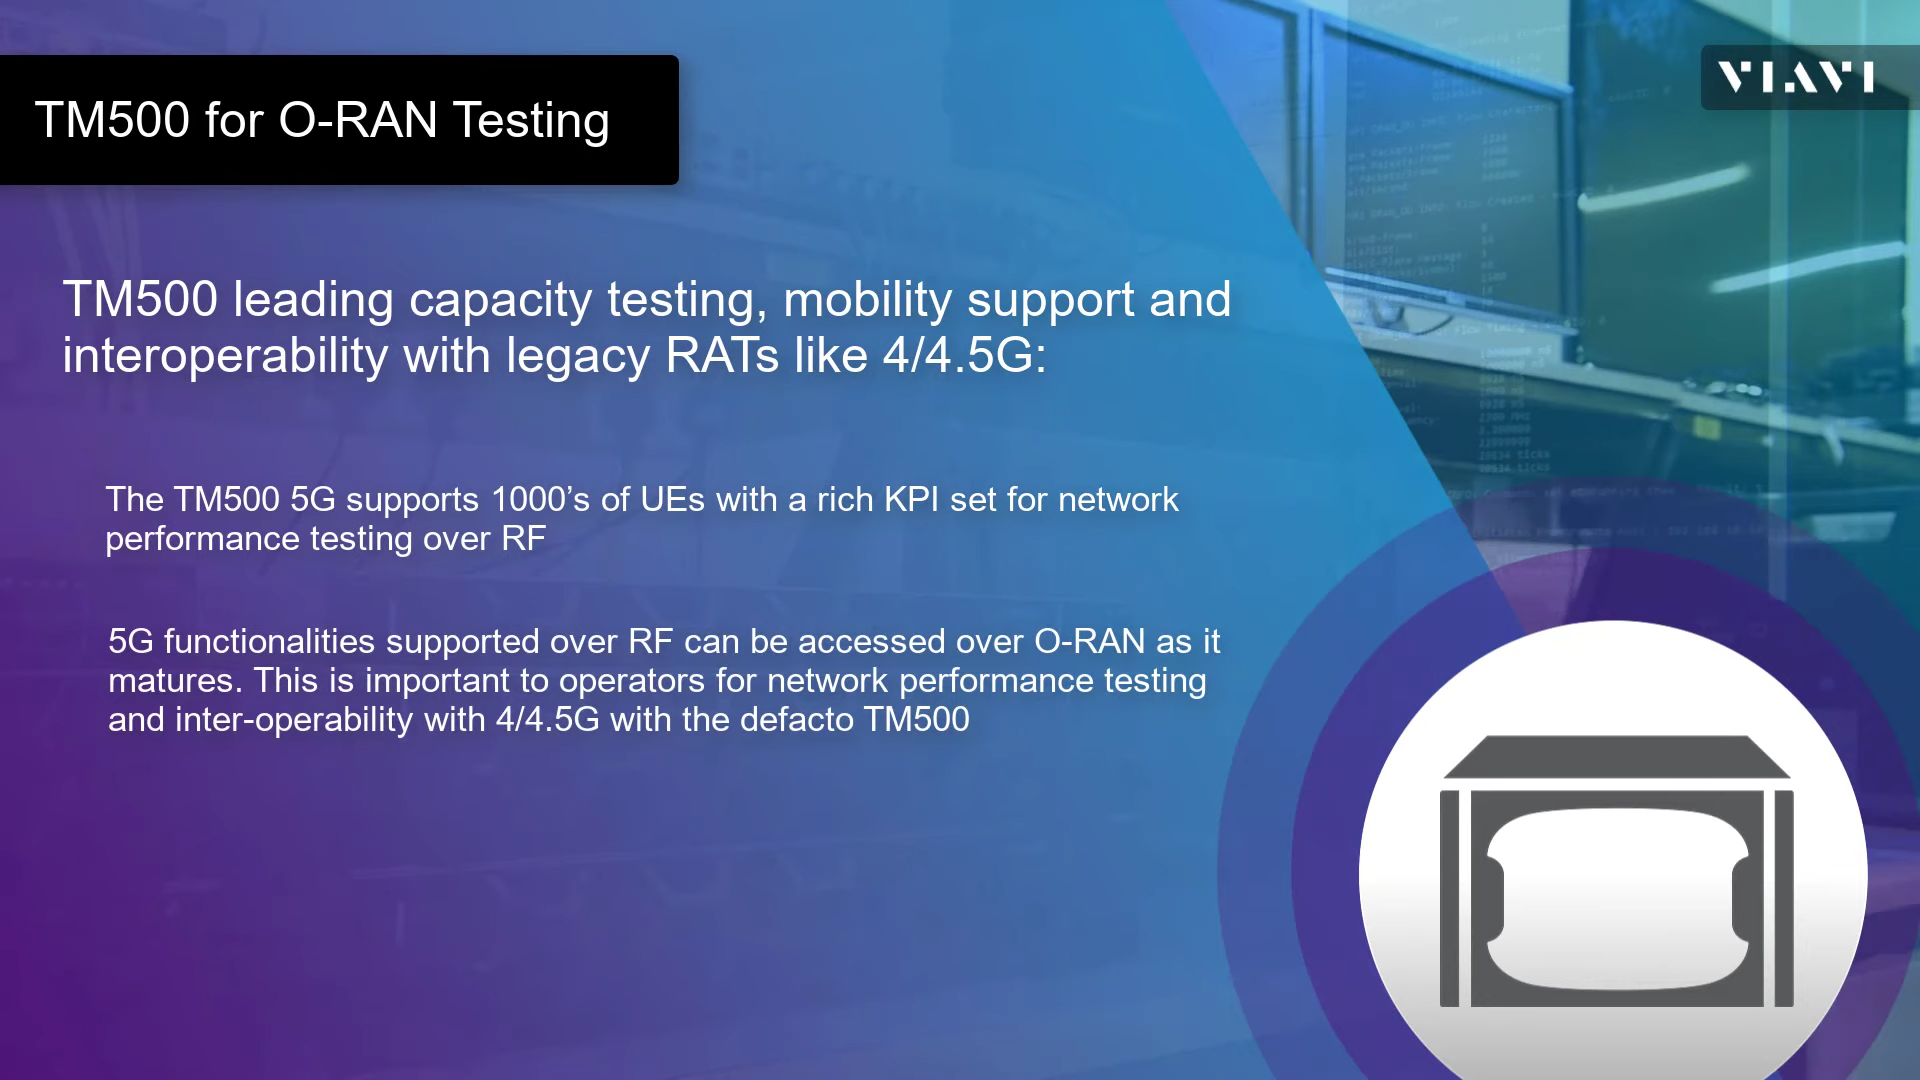 TM500 for O-RAN Testing
VIAVI
TM500 leading capacity testing, mobility support and
interoperability with legacy RATs like 4/4.5G:
The TM500 5G supports 1000’s of UEs with a rich KPI set for network
performance testing over RF
5G functionalities supported over RF can be accessed over O-RAN as it
matures. This is important to operators for network performance testing
and inter-operability with 4/4.5G with the defacto TM500